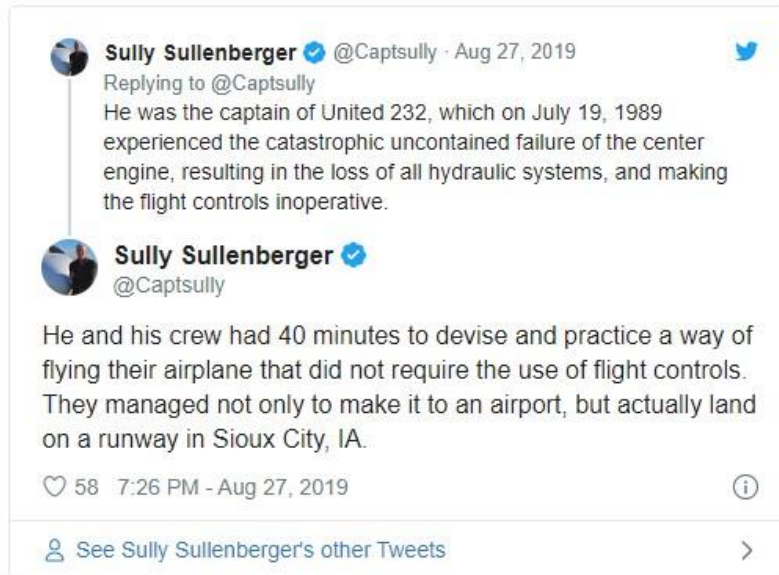 Sully Sullenberger @Captsully · Aug 27, 2019
Replying to @Captsully
He was the captain of United 232, which on July 19, 1989
experienced the catastrophic uncontained failure of the center
engine, resulting in the loss of all hydraulic systems, and making
the flight controls inoperative.
Sully Sullenberger
@Captsully
He and his crew had 40 minutes to devise and practice a way of
flying their airplane that did not require the use of flight controls.
They managed not only to make it to an airport, but actually land
on a runway in Sioux City, IA.
58 7:26 PM - Aug 27, 2019
See Sully Sullenberger's other Tweets